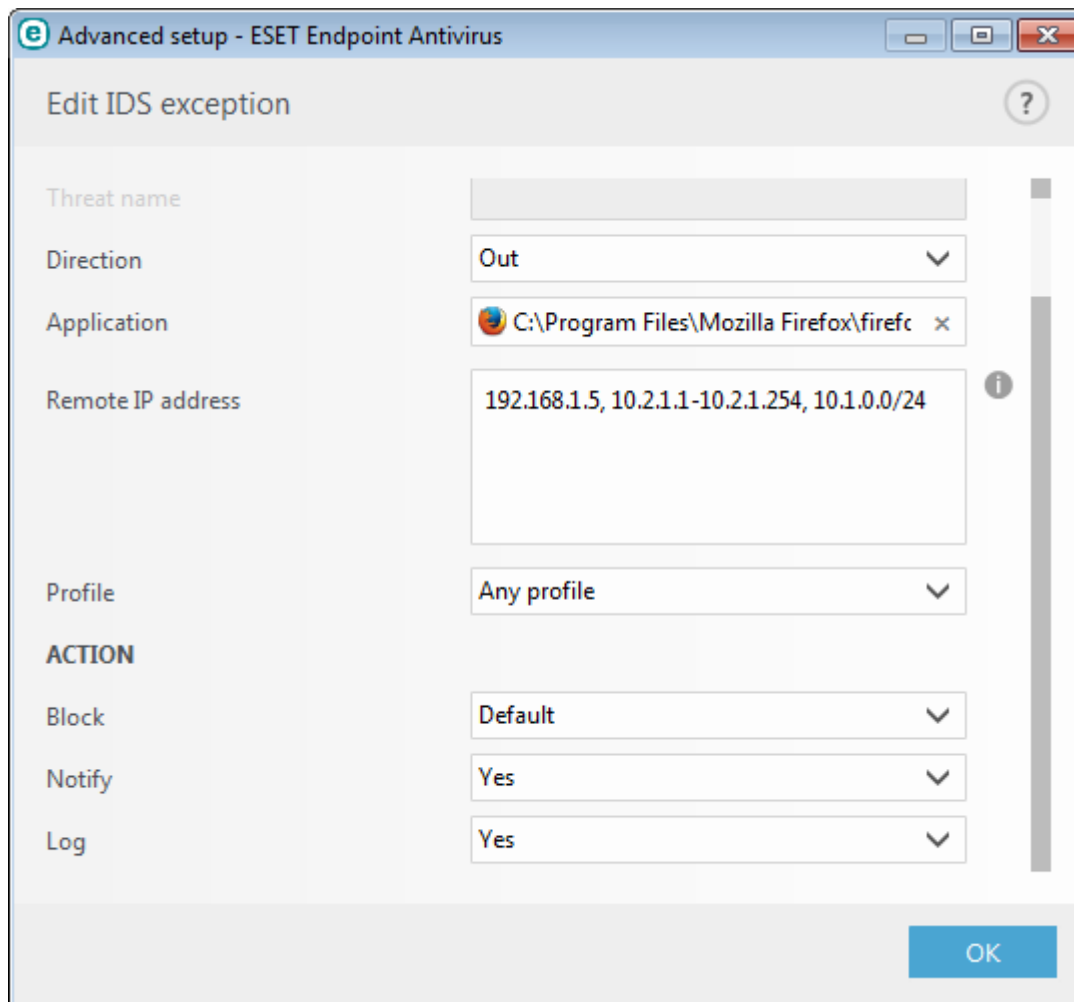 Advanced setup - ESET Endpoint Antivirus
Edit IDS exception
?
Threat name
Direction
Out
Application
C:\Program Files\Mozilla Firefox\firefo
Remote IP address
192.168.1.5, 10.2.1.1-10.2.1.254, 10.1.0.0/24
Profile
Any profile
ACTION
Block
Default
Notify
Yes
Log
Yes
OK